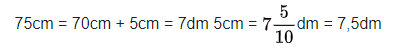 75cm = 70cm + 5cm = 7dm 5cm = 7 5/10 dm = 7,5dm